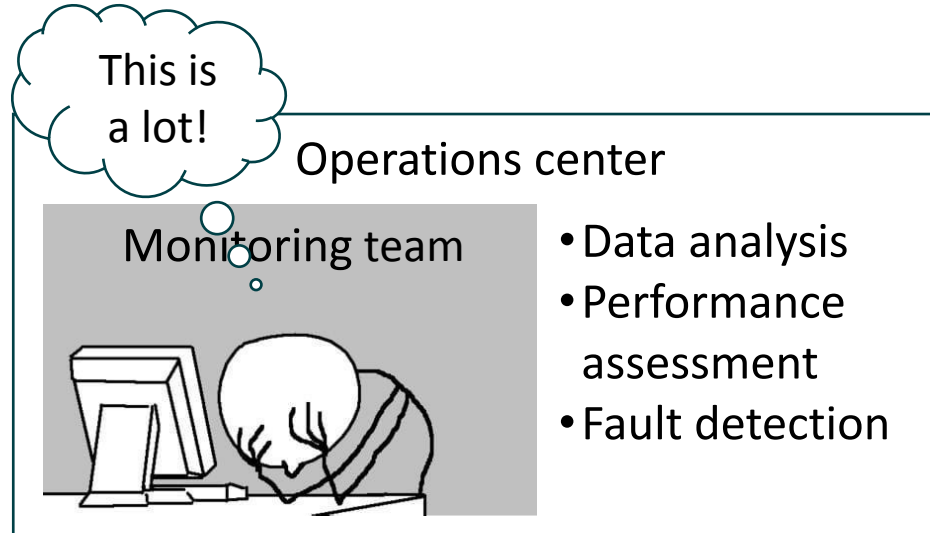 This is
a lot!
Operations center
Monitoring team
•Data analysis
•Performance
assessment
•Fault detection